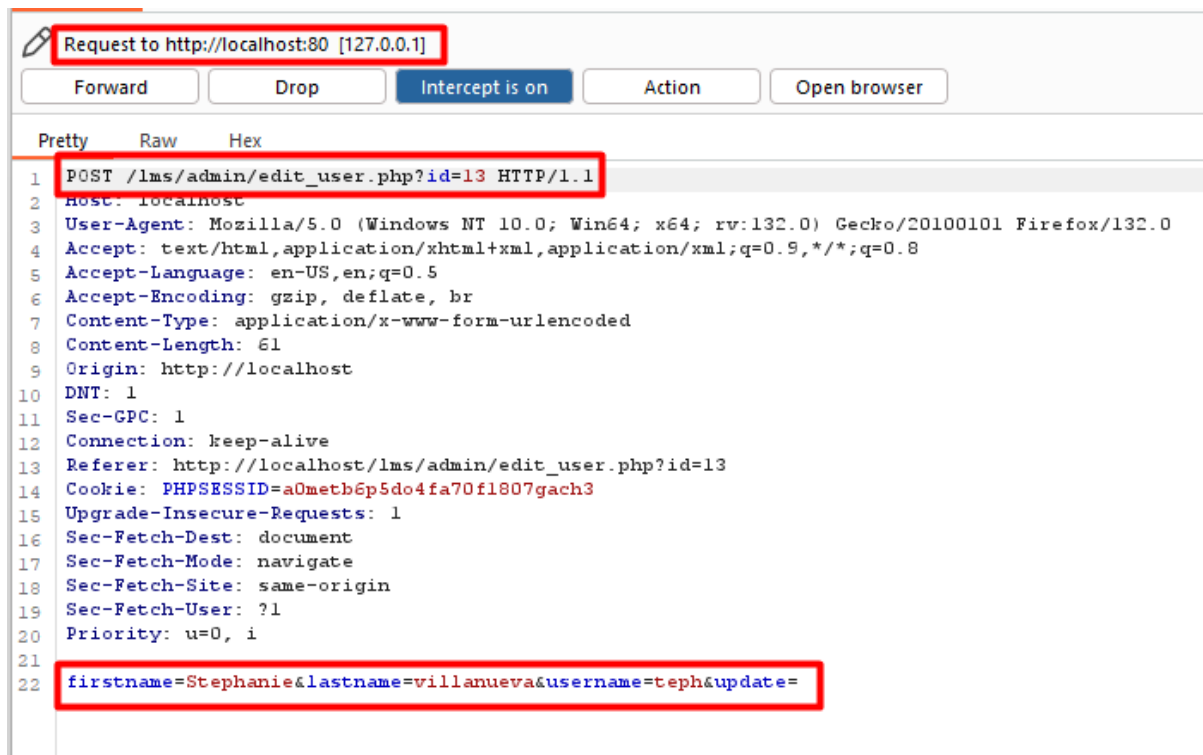 Request to http://localhost:80 [127.0.0.1]
Forward Drop Intercept is on Action Open browser
Pretty Raw Hex
1 POST /lms/admin/edit_user.php?id=13 HTTP/1.1
2 Host: localhost
3 User-Agent: Mozilla/5.0 (Windows NT 10.0; Win64; x64; rv:132.0) Gecko/20100101 Firefox/132.0
4 Accept: text/html,application/xhtml+xml,application/xml;q=0.9,*/*;q=0.8
5 Accept-Language: en-US,en;q=0.5
6 Accept-Encoding: gzip, deflate, br
7 Content-Type: application/x-www-form-urlencoded
8 Content-Length: 61
9 Origin: http://localhost
10 DNT: 1
11 Sec-GPC: 1
12 Connection: keep-alive
13 Referer: http://localhost/lms/admin/edit_user.php?id=13
14 Cookie: PHPSESSID=a0metb6p5do4fa70f1807gach3
15 Upgrade-Insecure-Requests: 1
16 Sec-Fetch-Dest: document
17 Sec-Fetch-Mode: navigate
18 Sec-Fetch-Site: same-origin
19 Sec-Fetch-User: ?1
20 Priority: u=0, i
21
22 firstname=Stephanie&lastname=villanueva&username=teph&update=